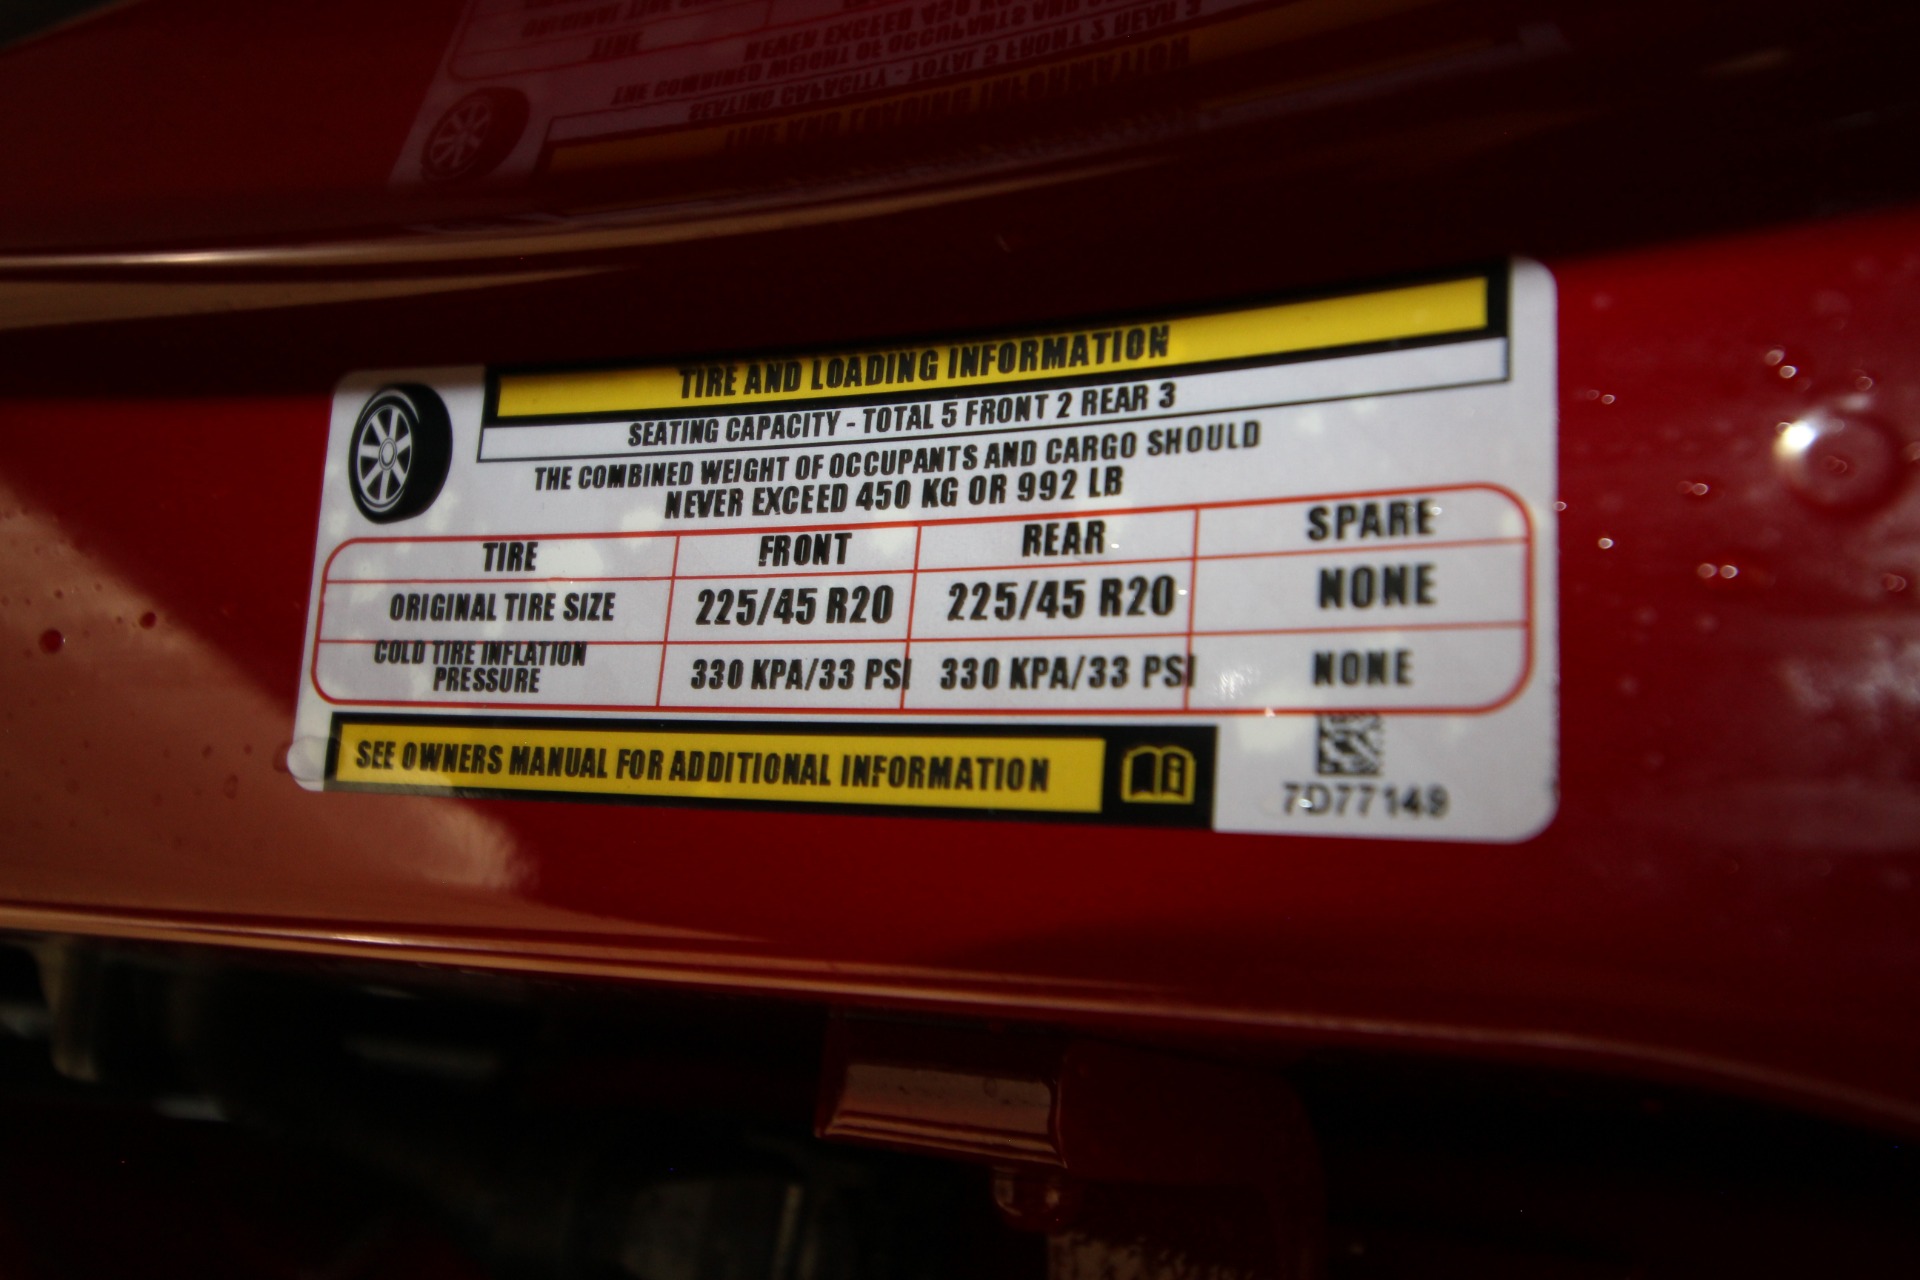 TIRE AND LOADING INFORMATION
SEATING CAPACITY - TOTAL 5 FRONT 2 REAR 3
THE COMBINED WEIGHT OF OCCUPANTS AND CARGO SHOULD
NEVER EXCEED 450 KG OR 992 LB
TIRE FRONT REAR SPARE
ORIGINAL TIRE SIZE 225/45 R20 225/45 R20 NONE
COLD TIRE INFLATION
PRESSURE 330 KPA/33 PSI 330 KPA/33 PSI NONE
SEE OWNERS MANUAL FOR ADDITIONAL INFORMATION
7D77149